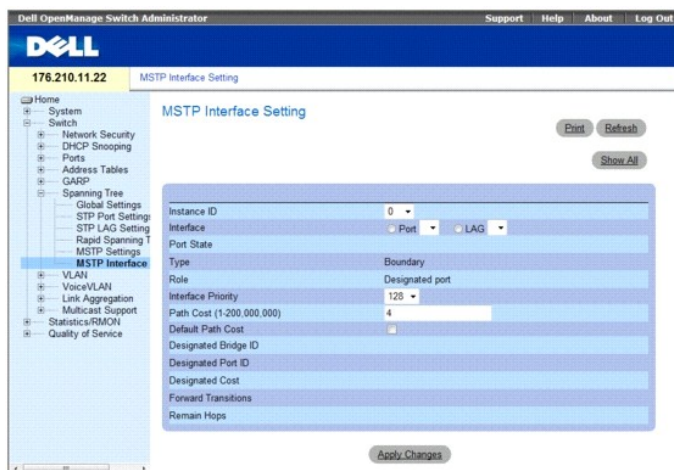 Dell OpenManage Switch Administrator
Support Help About Log Out
DELL
176.210.11.22
MSTP Interface Setting
Home
System
Switch
Network Security
DHCP Snooping
Ports
Address Tables
GARP
Spanning Tree
Global Settings
STP Port Settings
STP LAG Setting
Rapid Spanning T
MSTP Settings
MSTP Interface
VLAN
VoiceVLAN
Link Aggregation
Multicast Support
Statistics/RMON
Quality of Service
MSTP Interface Setting
Print Refresh
Show All
Instance ID 0
Interface Port LAG
Port State
Type Boundary
Role Designated port
Interface Priority 128
Path Cost (1-200,000,000) 4
Default Path Cost
Designated Bridge ID
Designated Port ID
Designated Cost
Forward Transitions
Remain Hops
Apply Changes